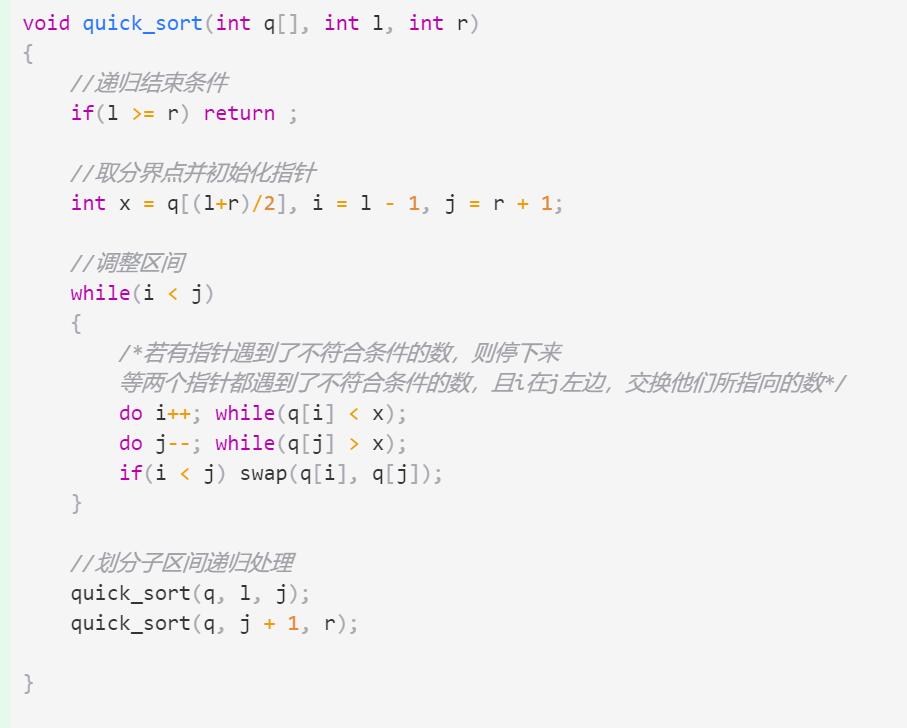 void quick_sort(int q[], int l, int r)
{
//递归结束条件
if(l >= r) return ;
//取分界点并初始化指针
int x = q[(l+r)/2], i = l - 1, j = r + 1;
//调整区间
while(i < j)
{
/*若有指针遇到了不符合条件的数，则停下来
等两个指针都遇到了不符合条件的数，且i在j左边，交换他们所指向的数*/
do i++; while(q[i] < x);
do j--; while(q[j] > x);
if(i < j) swap(q[i], q[j]);
}
//划分子区间递归处理
quick_sort(q, l, j);
quick_sort(q, j + 1, r);
}